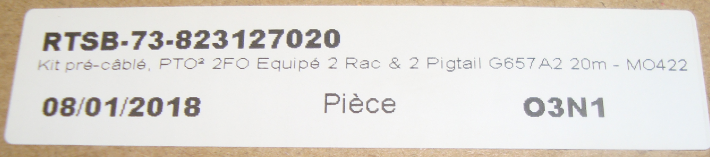 RTSB-73-823127020
Kit pré-câblé, PTO² 2FO Equipé 2 Rac & 2 Pigtail G657A2 20m - MO422
08/01/2018 Pièce O3N1